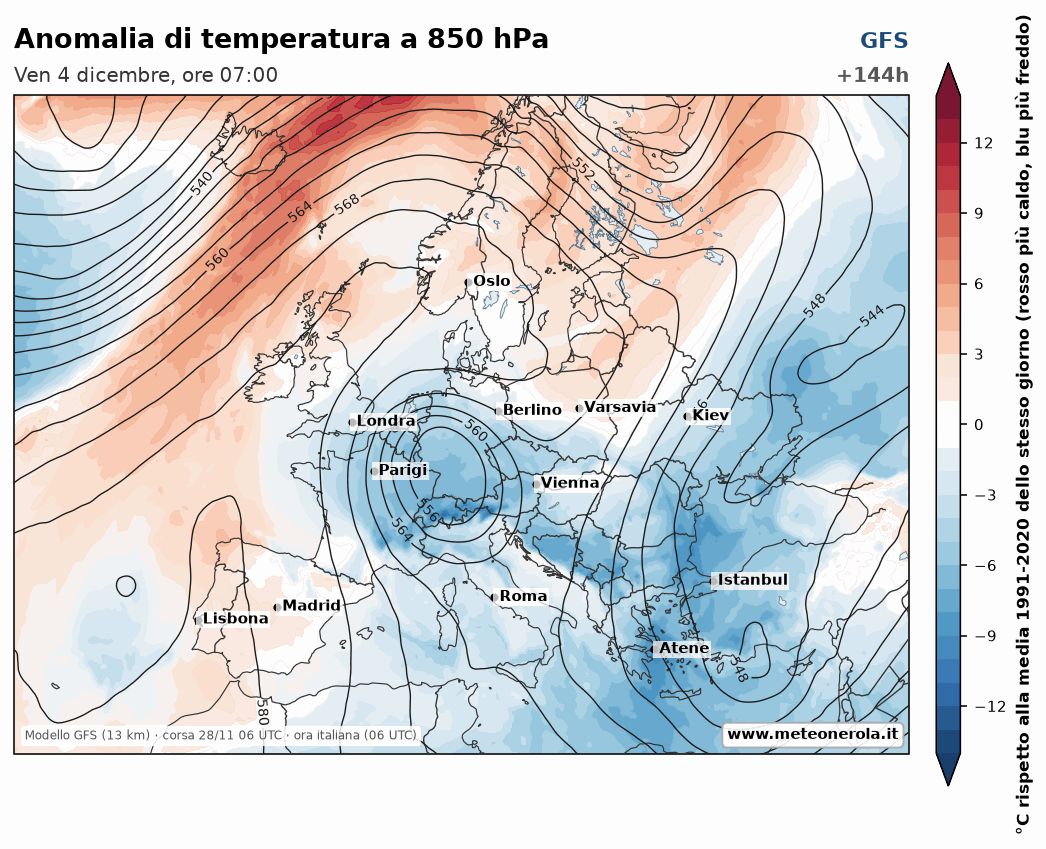 Anomalia di temperatura a 850 hPa
GFS
Ven 4 dicembre, ore 07:00
+144h
540
564
568
560
552
548
544
Oslo
Berlino
Varsavia
Kiev
Londra
560
Parigi
Vienna
556
564
Istanbul
Roma
Madrid
Lisbona
Atene
548
580
Modello GFS (13 km) · corsa 28/11 06 UTC · ora italiana (06 UTC)
www.meteonerola.it
12
9
6
3
0
−3
−6
−9
−12
°C rispetto alla media 1991-2020 dello stesso giorno (rosso più caldo, blu più freddo)